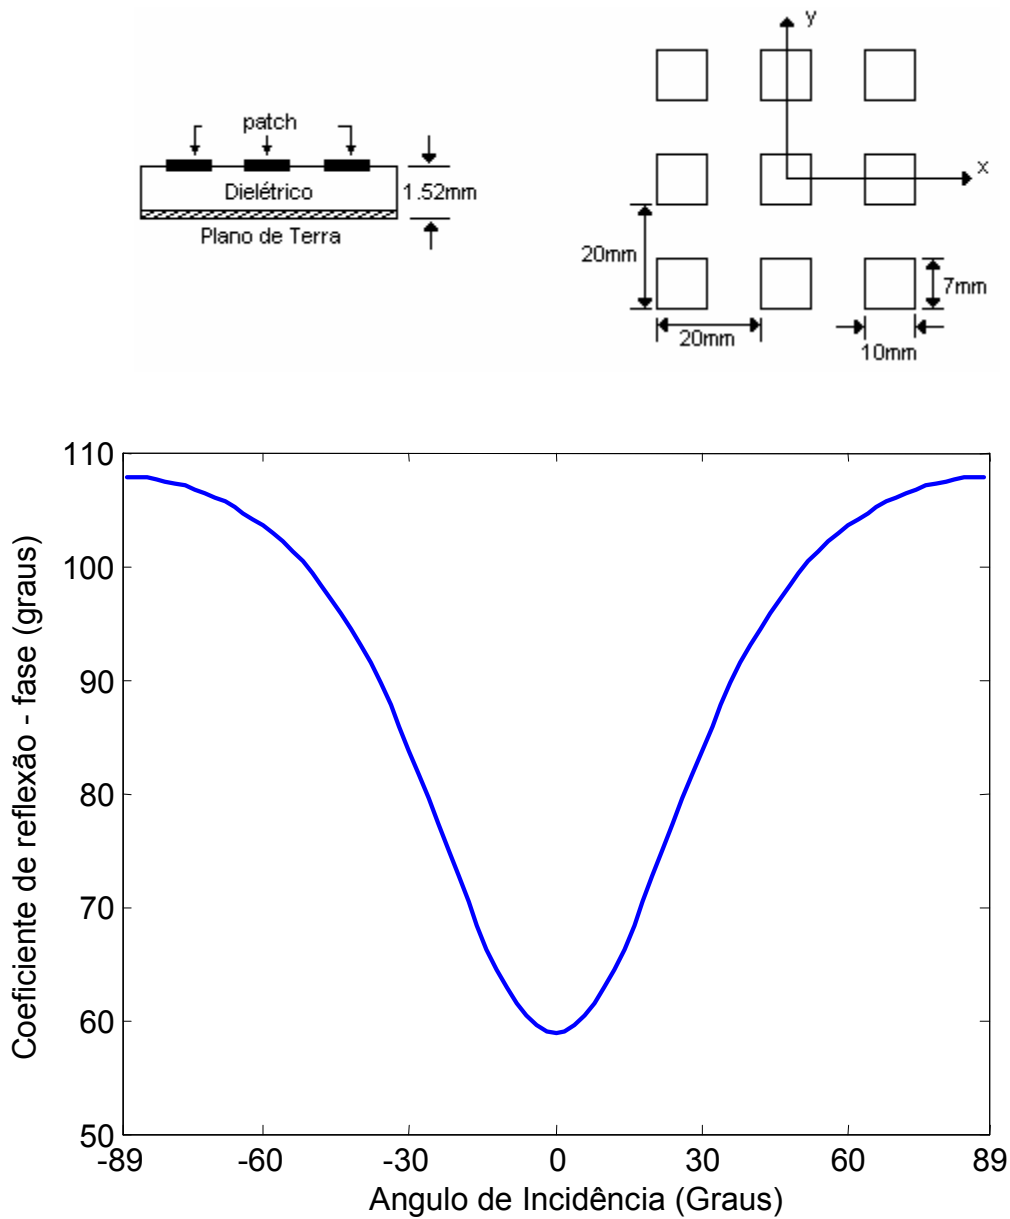 patch
Dielétrico
1.52mm
Plano de Terra
y
x
20mm
7mm
20mm
10mm
110
100
90
80
70
60
50
-89 -60 -30 0 30 60 89
Coeficiente de reflexão - fase (graus)
Angulo de Incidência (Graus)